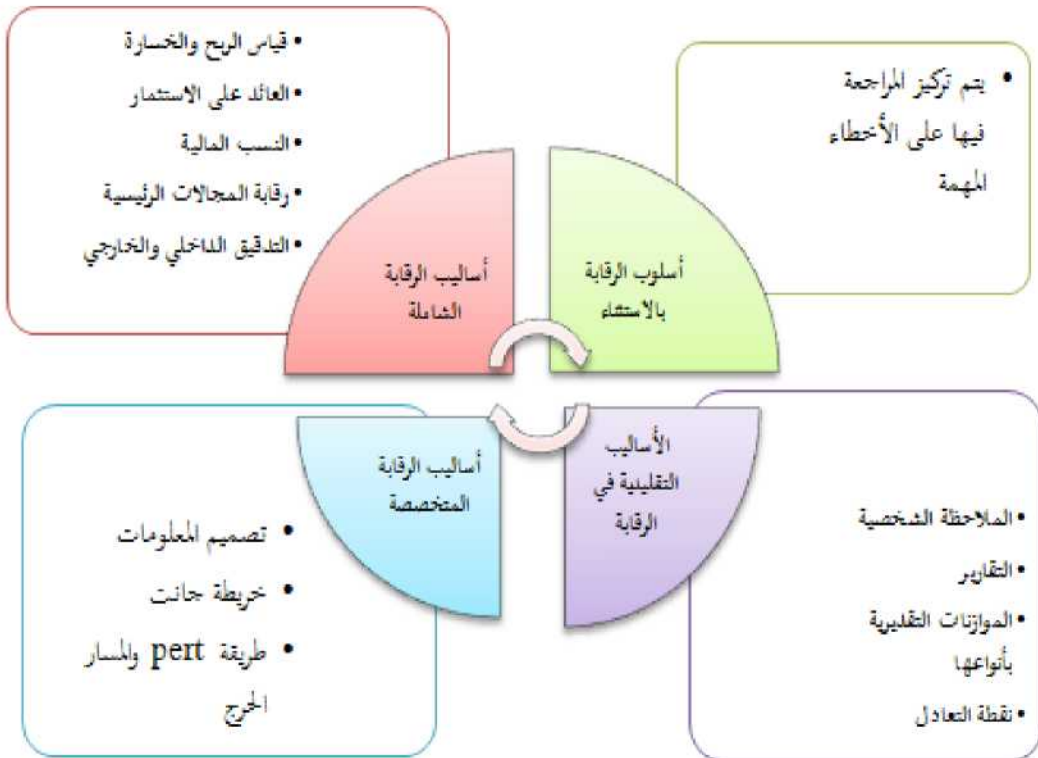 • يتم تركيز المراجعة
فيها على الأخطاء
المهمة
أسلوب الرقابة
بالاستثناء
• قياس الربح والخسارة
• العائد على الاستثمار
• النسب المالية
• رقابة المجالات الرئيسية
• التدقيق الداخلي والخارجي
أساليب الرقابة
الشاملة
الأساليب
التقليدية في
الرقابة
• الملاحظة الشخصية
• التقارير
• الموازنات التقديرية
بأنواعها
• نقطة التعادل
أساليب الرقابة
المتخصصة
• تصميم المعلومات
• خريطة جانت
• طريقة pert والمسار
الحرج